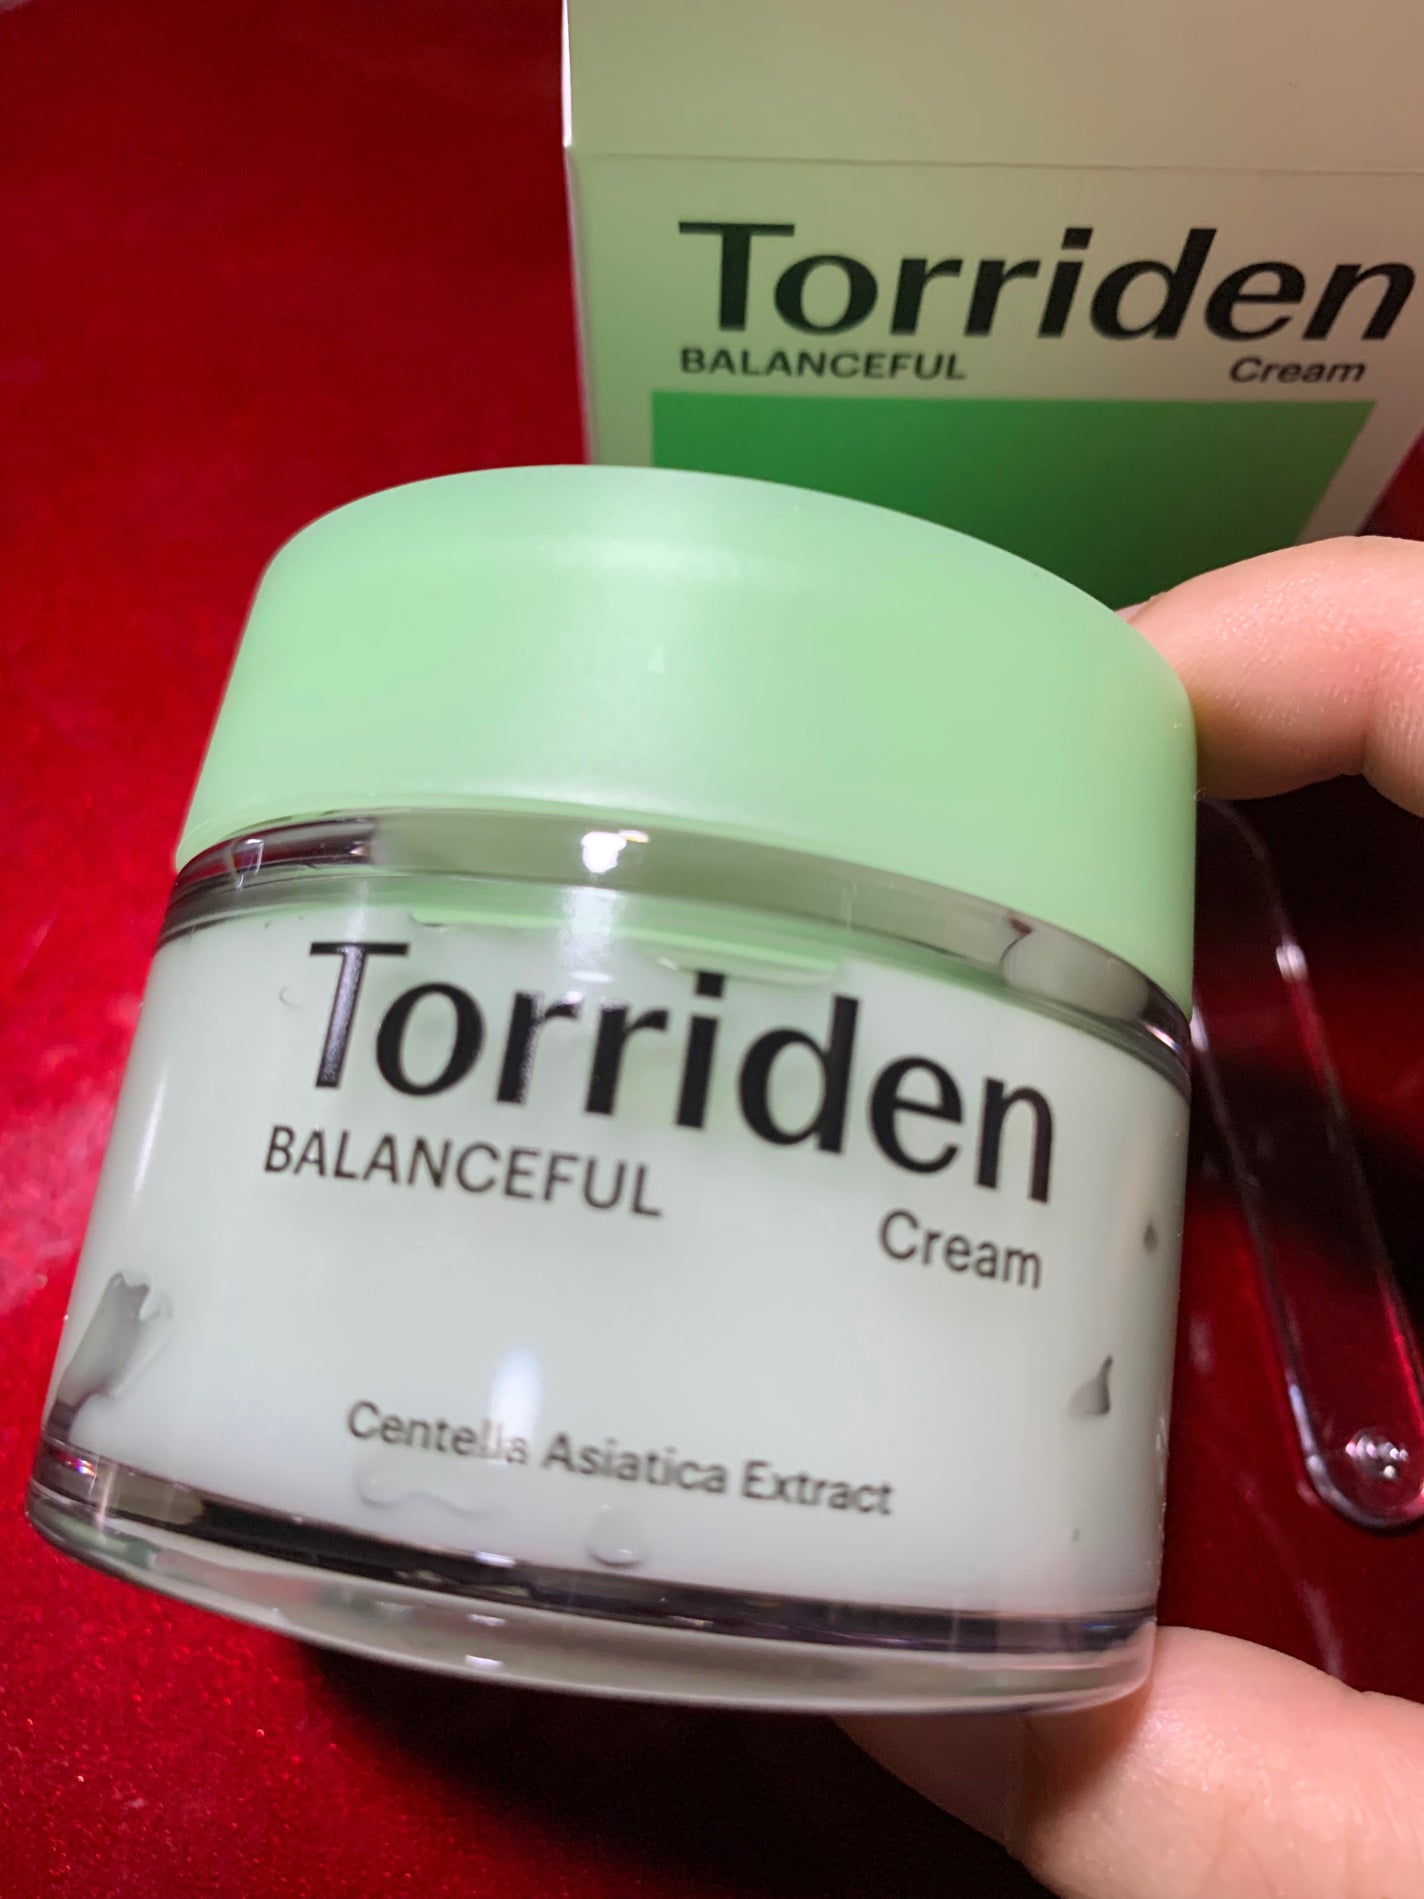 Torriden
BALANCEFUL Cream
Torriden
BALANCEFUL
Cream
Centella Asiatica Extract